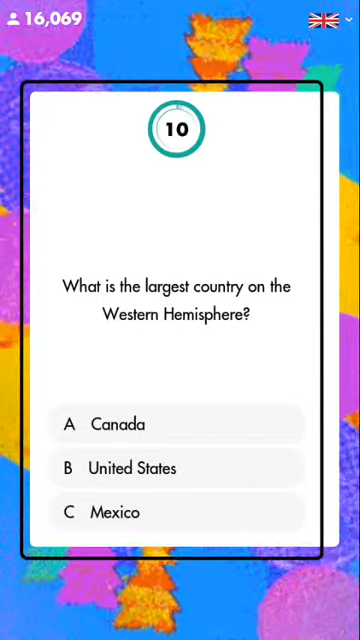 16,069
10
What is the largest country on the
Western Hemisphere?
A Canada
B United States
C Mexico